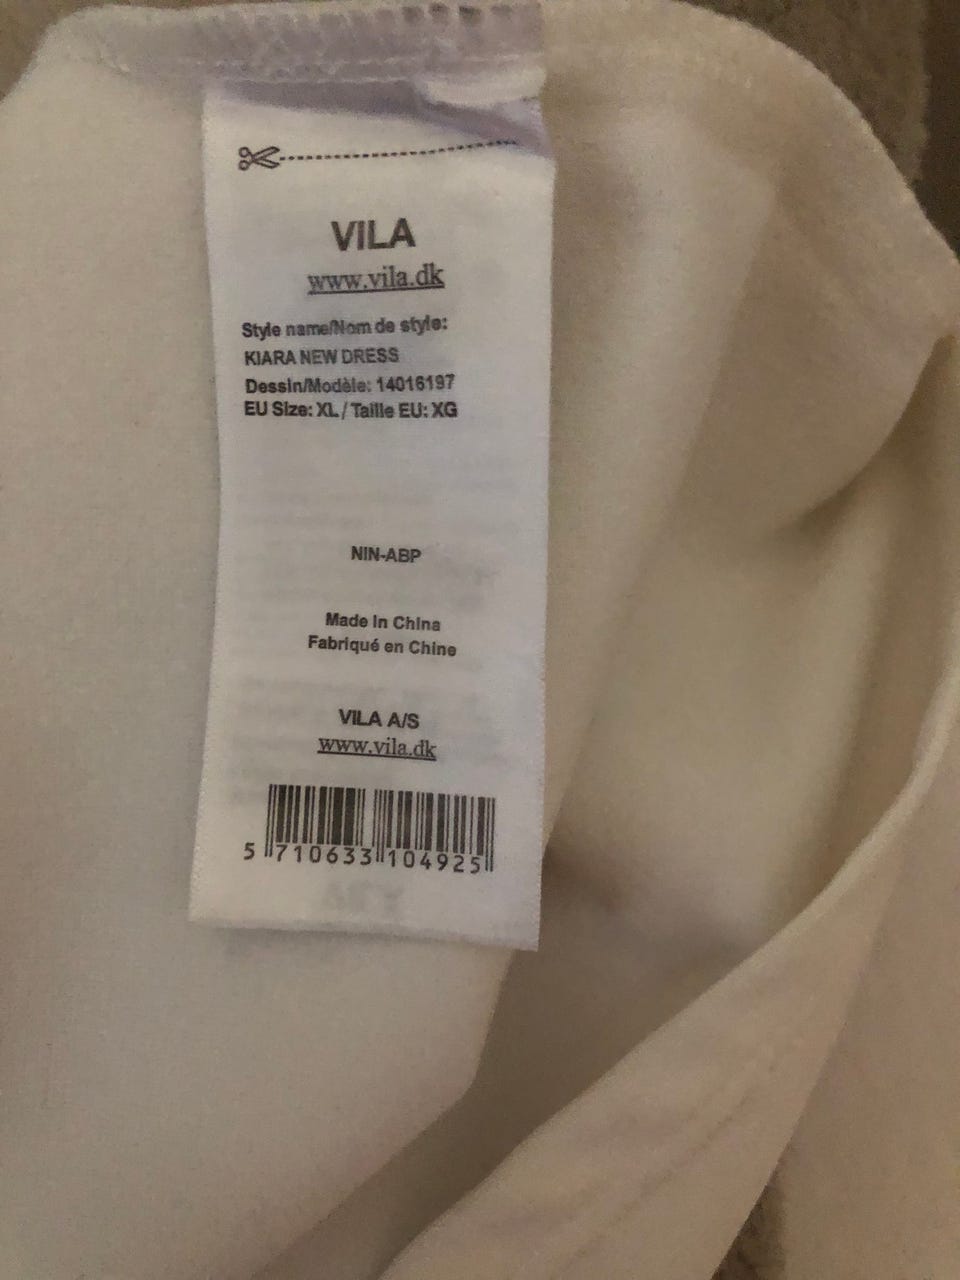 VILA
www.vila.dk
Style name/Nom de style:
KIARA NEW DRESS
Dessin/Modèle: 14016197
EU Size: XL / Taille EU: XG
NIN-ABP
Made in China
Fabriqué en Chine
VILA A/S
www.vila.dk
5 710633 104925